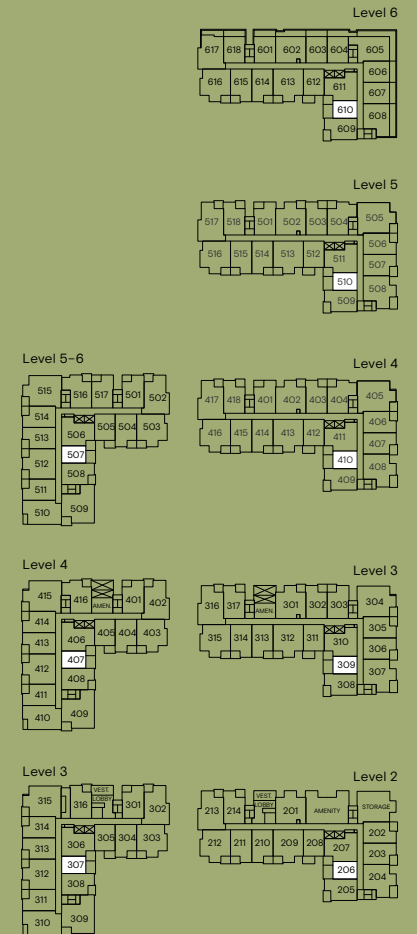 Level 6
617 618 601 602 603 604 605
606
616 615 614 613 612 611
607
610
608
609
Level 5
517 518 501 502 503 504 505
506
516 515 514 513 512 511
507
510
508
509
Level 5-6
515 516 517 501 502
514
506 505 504 503
513
507
512
508
511
510 509
Level 4
417 418 401 402 403 404 405
406
416 415 414 413 412 411
407
410
408
409
Level 4
415 416 AMEN. 401 402
414
406 405 404 403
413
407
412
408
411
410 409
Level 3
316 317 AMEN. 301 302 303 304
305
315 314 313 312 311 310
306
309
307
308
Level 3
315 316 VEST. LOBBY 301 302
314
306 305 304 303
313
307
312
308
311
310 309
Level 2
213 214 VEST. LOBBY 201 AMENITY STORAGE
202
212 211 210 209 208 207
203
206
204
205